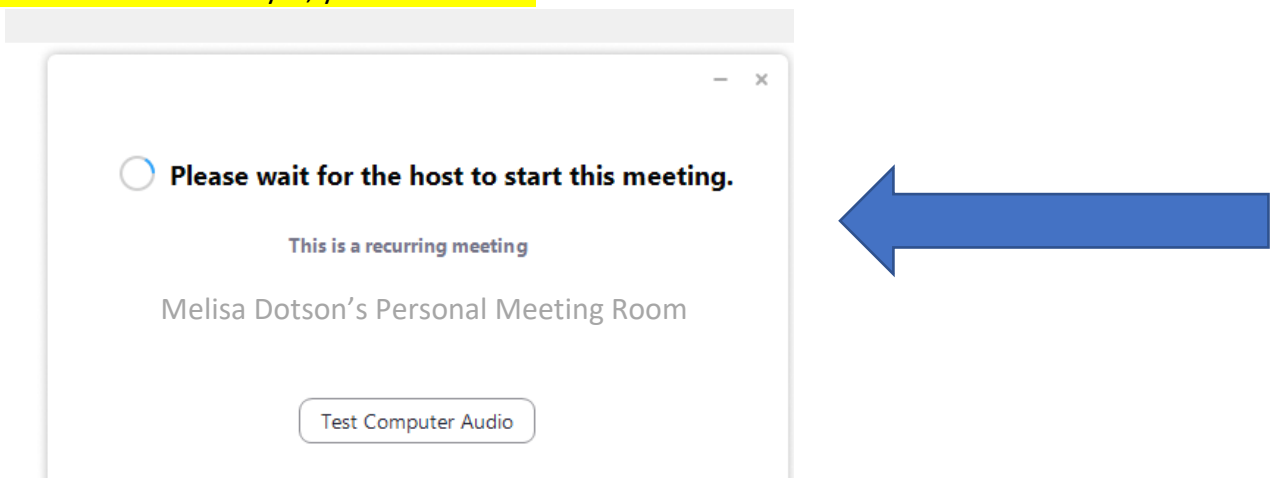 Please wait for the host to start this meeting.
This is a recurring meeting
Melisa Dotson’s Personal Meeting Room
Test Computer Audio